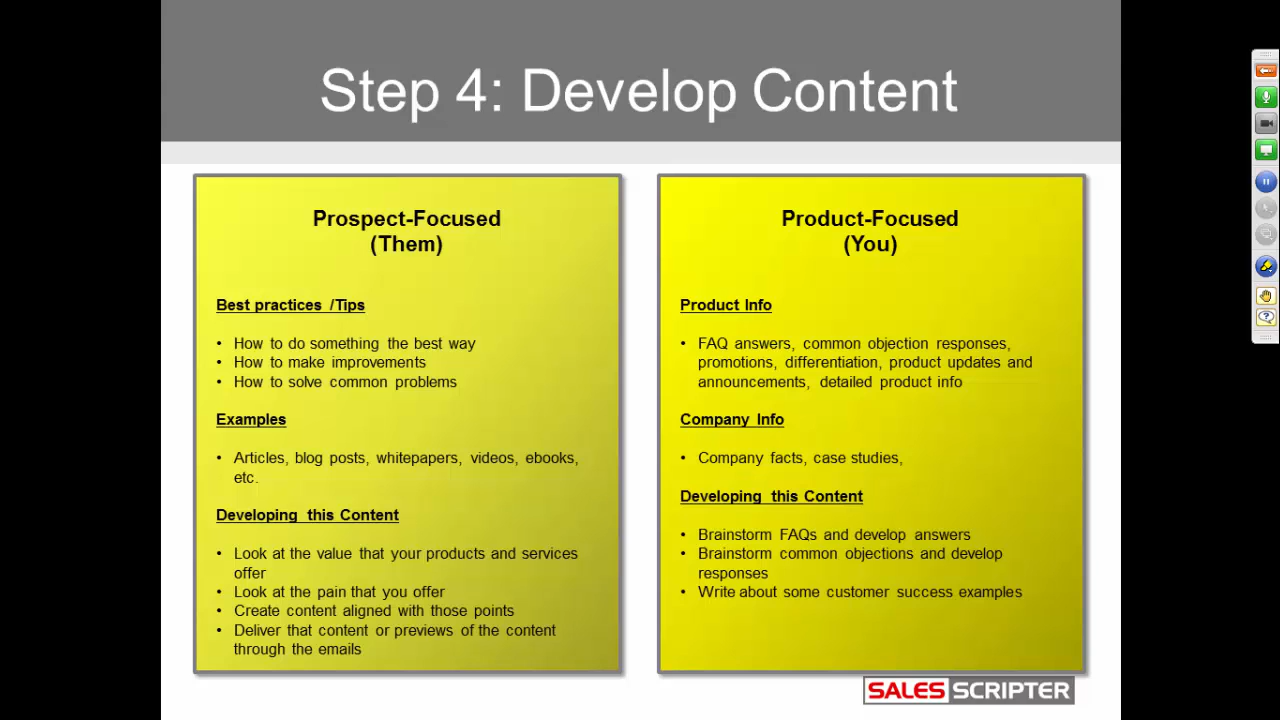 Step 4: Develop Content
Prospect-Focused
(Them)
Best practices /Tips
• How to do something the best way
• How to make improvements
• How to solve common problems
Examples
• Articles, blog posts, whitepapers, videos, ebooks,
etc.
Developing this Content
• Look at the value that your products and services
offer
• Look at the pain that you offer
• Create content aligned with those points
• Deliver that content or previews of the content
through the emails
Product-Focused
(You)
Product Info
• FAQ answers, common objection responses,
promotions, differentiation, product updates and
announcements, detailed product info
Company Info
• Company facts, case studies,
Developing this Content
• Brainstorm FAQs and develop answers
• Brainstorm common objections and develop
responses
• Write about some customer success examples
SALES SCRIPTER